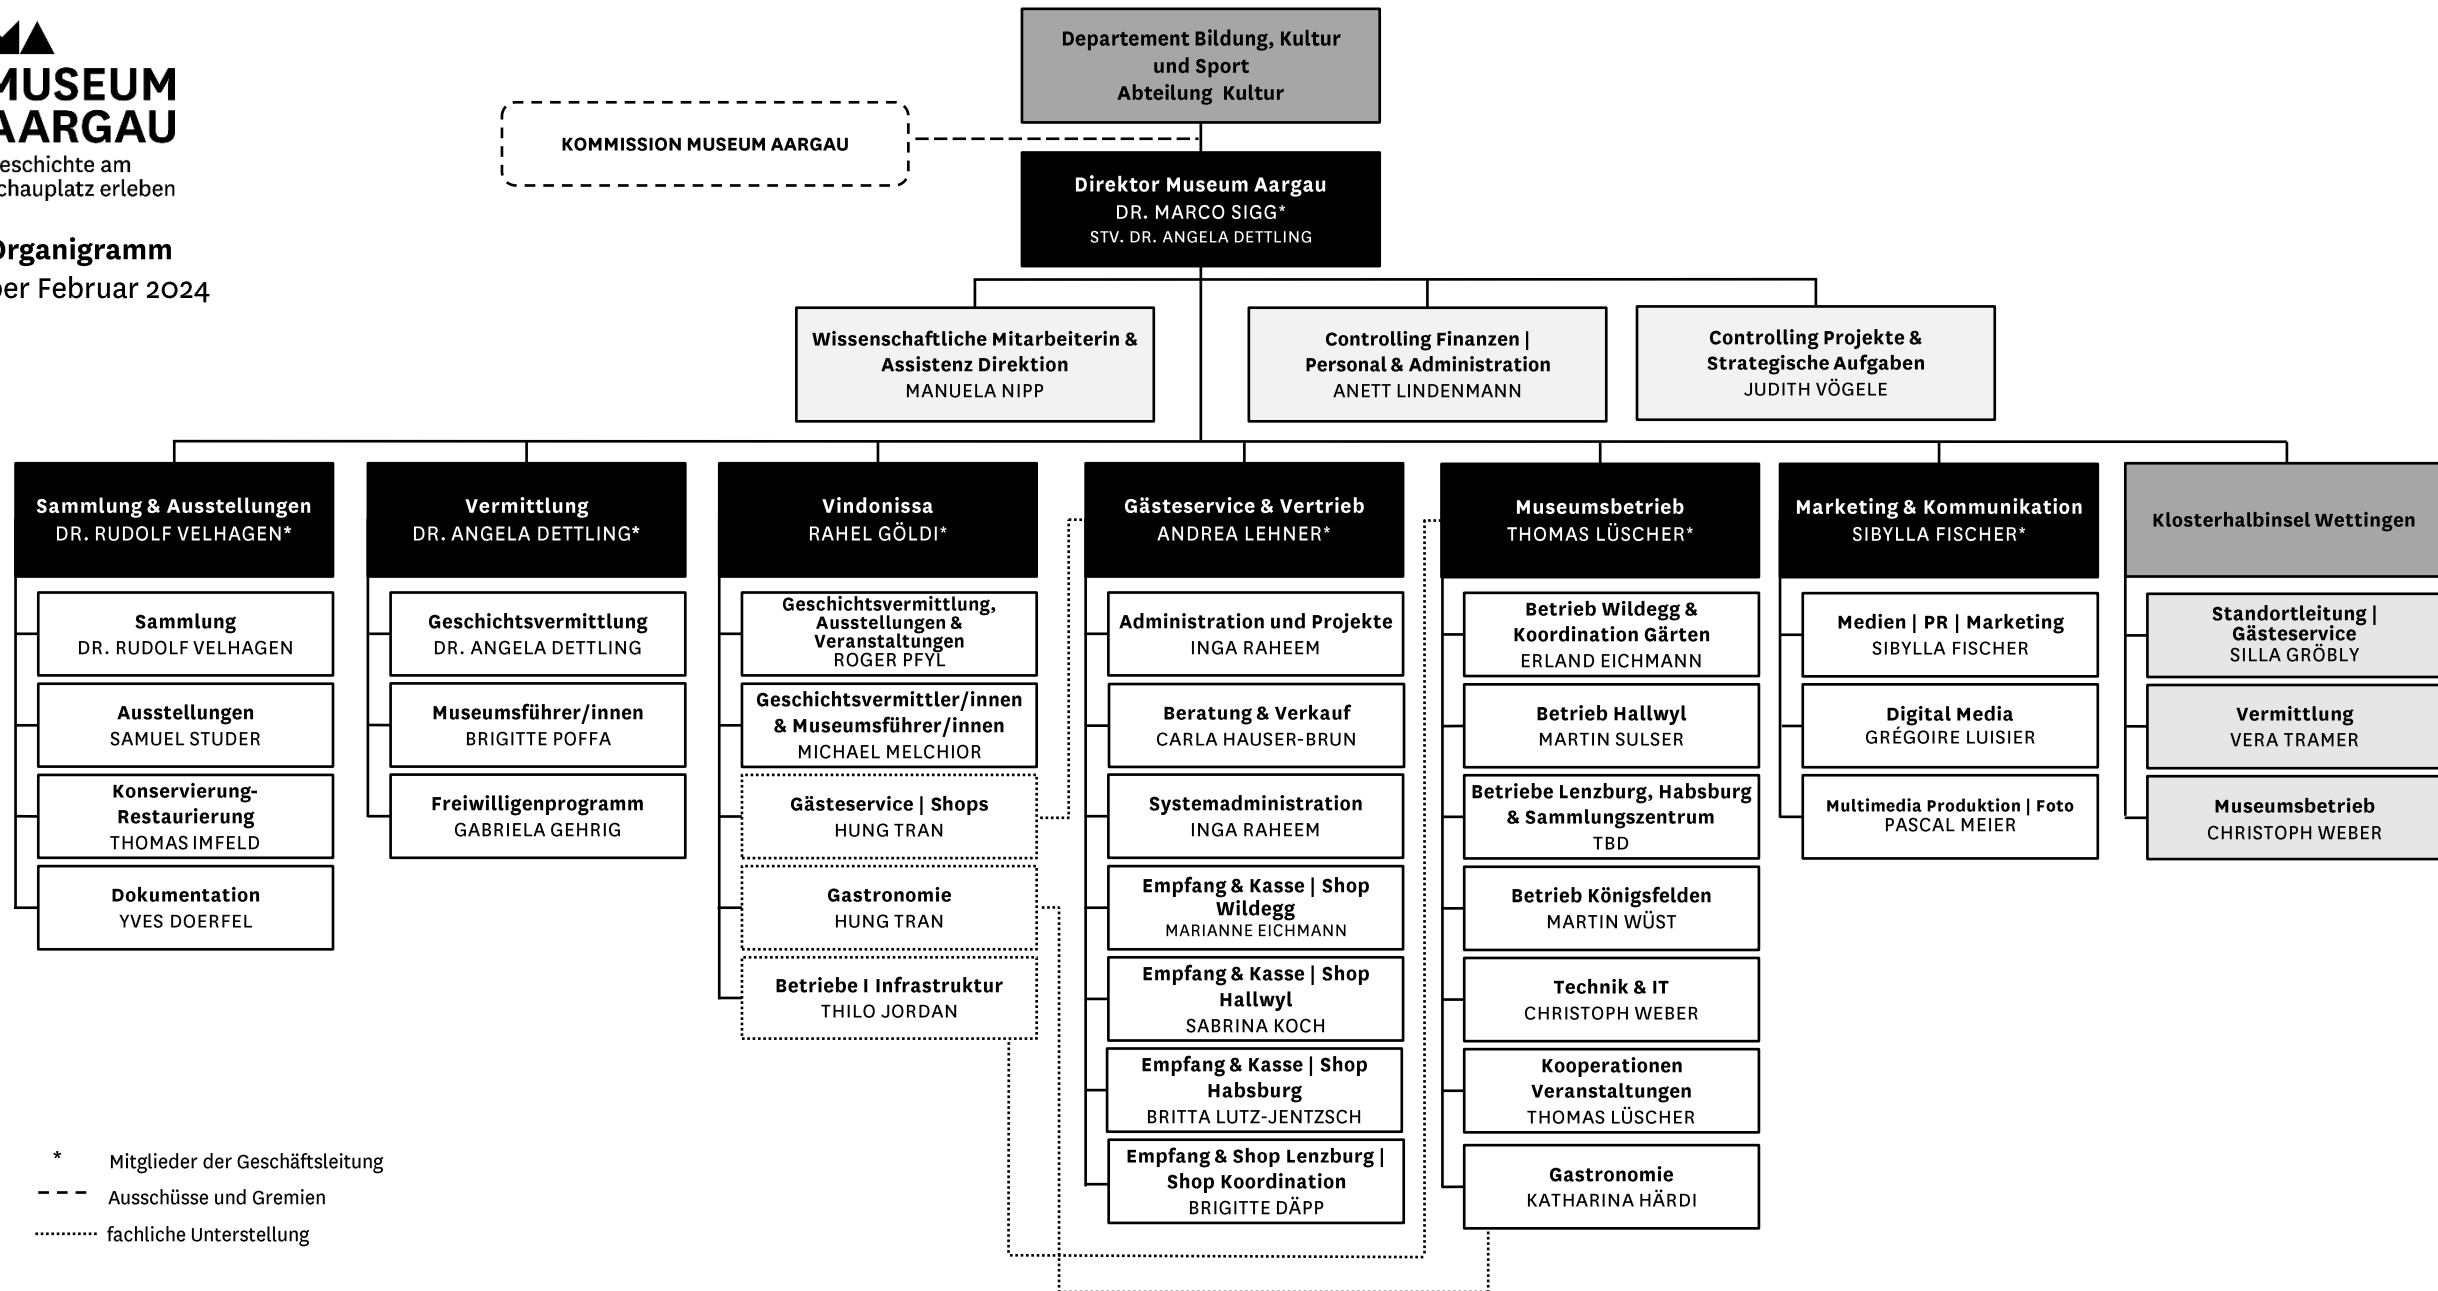 MUSEUM
AARGAU
eschichte am
chauplatz erleben
Organigramm
per Februar 2024
Departement Bildung, Kultur
und Sport
Abteilung Kultur
KOMMISSION MUSEUM AARGAU
Direktor Museum Aargau
DR. MARCO SIGG*
STV. DR. ANGELA DETTLING
Wissenschaftliche Mitarbeiterin &
Assistenz Direktion
MANUELA NIPP
Controlling Finanzen |
Personal & Administration
ANETT LINDENMANN
Controlling Projekte &
Strategische Aufgaben
JUDITH VÖGELE
Sammlung & Ausstellungen
DR. RUDOLF VELHAGEN*
Sammlung
DR. RUDOLF VELHAGEN
Ausstellungen
SAMUEL STUDER
Konservierung-
Restaurierung
THOMAS IMFELD
Dokumentation
YVES DOERFEL
Vermittlung
DR. ANGELA DETTLING*
Geschichtsvermittlung
DR. ANGELA DETTLING
Museumsführer/innen
BRIGITTE POFFA
Freiwilligenprogramm
GABRIELA GEHRIG
Vindonissa
RAHEL GÖLDI*
Geschichtsvermittlung,
Ausstellungen &
Veranstaltungen
ROGER PFYL
Geschichtsvermittler/innen
& Museumsführer/innen
MICHAEL MELCHIOR
Gästeservice | Shops
HUNG TRAN
Gastronomie
HUNG TRAN
Betriebe I Infrastruktur
THILO JORDAN
Gästeservice & Vertrieb
ANDREA LEHNER*
Administration und Projekte
INGA RAHEEM
Beratung & Verkauf
CARLA HAUSER-BRUN
Systemadministration
INGA RAHEEM
Empfang & Kasse | Shop
Wildegg
MARIANNE EICHMANN
Empfang & Kasse | Shop
Hallwyl
SABRINA KOCH
Empfang & Kasse | Shop
Habsburg
BRITTA LUTZ-JENTZSCH
Empfang & Shop Lenzburg |
Shop Koordination
BRIGITTE DÄPP
Museumsbetrieb
THOMAS LÜSCHER*
Betrieb Wildegg &
Koordination Gärten
ERLAND EICHMANN
Betrieb Hallwyl
MARTIN SULSER
Betriebe Lenzburg, Habsburg
& Sammlungszentrum
TBD
Betrieb Königsfelden
MARTIN WÜST
Technik & IT
CHRISTOPH WEBER
Kooperationen
Veranstaltungen
THOMAS LÜSCHER
Gastronomie
KATHARINA HÄRDI
Marketing & Kommunikation
SIBYLLA FISCHER*
Medien | PR | Marketing
SIBYLLA FISCHER
Digital Media
GRÉGOIRE LUISIER
Multimedia Produktion | Foto
PASCAL MEIER
Klosterhalbinsel Wettingen
Standortleitung |
Gästeservice
SILLA GRÖBLY
Vermittlung
VERA TRAMER
Museumsbetrieb
CHRISTOPH WEBER
* Mitglieder der Geschäftsleitung
Ausschüsse und Gremien
fachliche Unterstellung